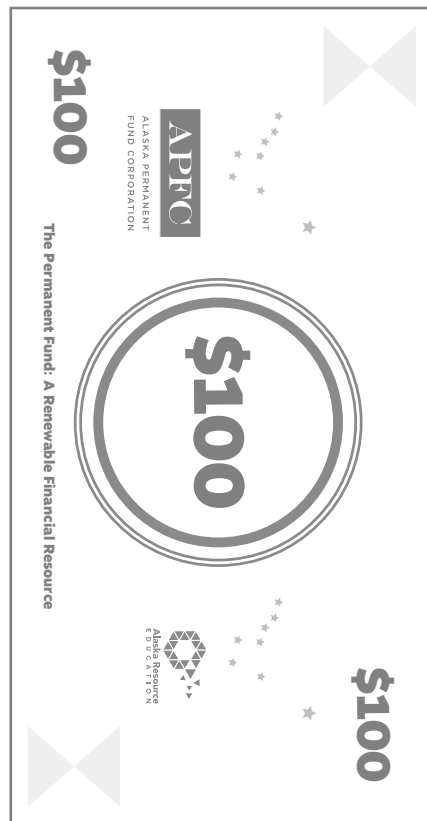 $100
APFC
ALASKA PERMANENT
FUND CORPORATION
$100
Alaska Resource
EDUCATION
$100
The Permanent Fund: A Renewable Financial Resource